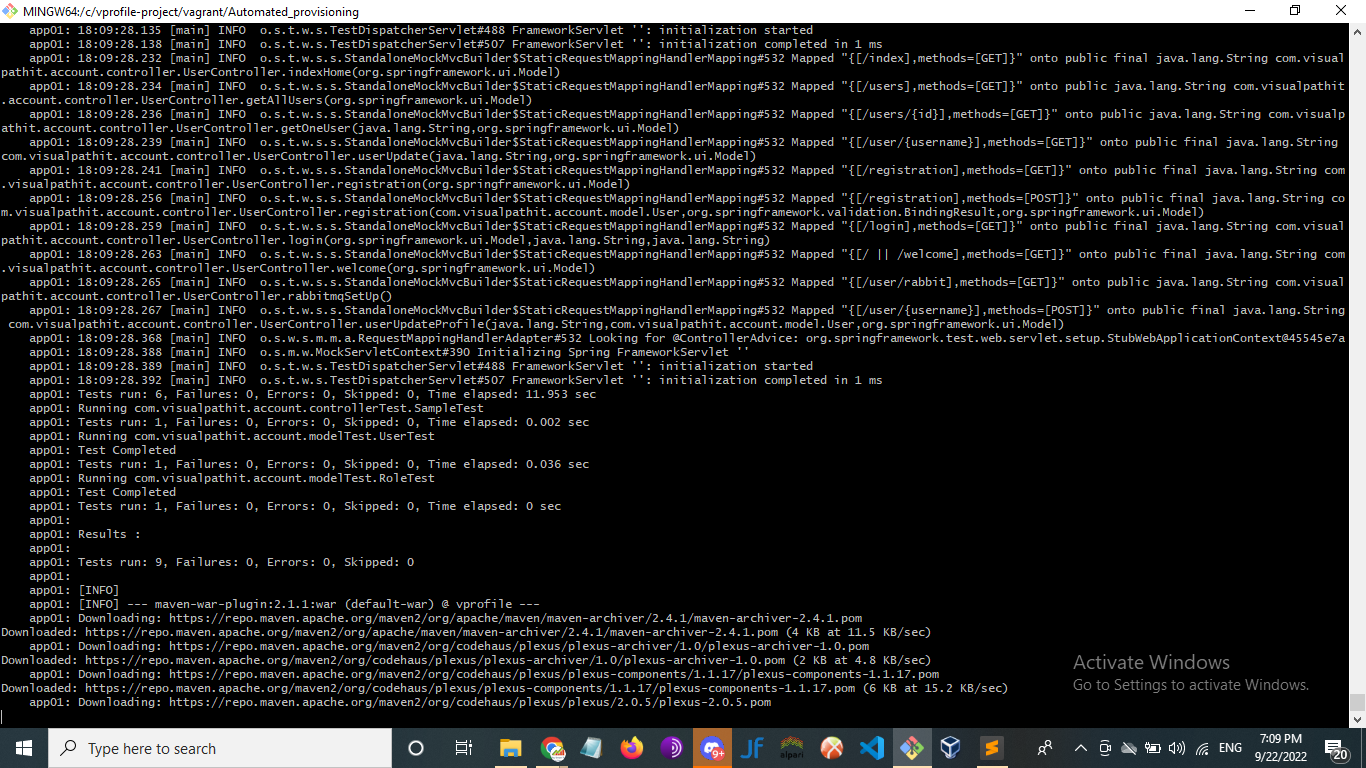 MINGW64:/c/vprofile-project/vagrant/Automated_provisioning
app01: 18:09:28.135 [main] INFO  o.s.t.w.s.TestDispatcherServlet#488 FrameworkServlet '': initialization started
app01: 18:09:28.138 [main] INFO  o.s.t.w.s.TestDispatcherServlet#507 FrameworkServlet '': initialization completed in 1 ms
app01: 18:09:28.232 [main] INFO  o.s.t.w.s.s.StandaloneMockMvcBuilder$StaticRequestMappingHandlerMapping#532 Mapped "{[/index],methods=[GET]}" onto public final java.lang.String com.visual
pathit.account.controller.UserController.indexHome(org.springframework.ui.Model)
app01: 18:09:28.234 [main] INFO  o.s.t.w.s.s.StandaloneMockMvcBuilder$StaticRequestMappingHandlerMapping#532 Mapped "{[/users],methods=[GET]}" onto public final java.lang.String com.visualpathit
.account.controller.UserController.getAllUsers(org.springframework.ui.Model)
app01: 18:09:28.236 [main] INFO  o.s.t.w.s.s.StandaloneMockMvcBuilder$StaticRequestMappingHandlerMapping#532 Mapped "{[/users/{id}],methods=[GET]}" onto public final java.lang.String com.visualp
athit.account.controller.UserController.getOneUser(java.lang.String,org.springframework.ui.Model)
app01: 18:09:28.239 [main] INFO  o.s.t.w.s.s.StandaloneMockMvcBuilder$StaticRequestMappingHandlerMapping#532 Mapped "{[/user/{username}],methods=[GET]}" onto public final java.lang.String
com.visualpathit.account.controller.UserController.userUpdate(java.lang.String,org.springframework.ui.Model)
app01: 18:09:28.241 [main] INFO  o.s.t.w.s.s.StandaloneMockMvcBuilder$StaticRequestMappingHandlerMapping#532 Mapped "{[/registration],methods=[GET]}" onto public final java.lang.String com
.visualpathit.account.controller.UserController.registration(org.springframework.ui.Model)
app01: 18:09:28.256 [main] INFO  o.s.t.w.s.s.StandaloneMockMvcBuilder$StaticRequestMappingHandlerMapping#532 Mapped "{[/registration],methods=[POST]}" onto public final java.lang.String co
m.visualpathit.account.controller.UserController.registration(com.visualpathit.account.model.User,org.springframework.validation.BindingResult,org.springframework.ui.Model)
app01: 18:09:28.259 [main] INFO  o.s.t.w.s.s.StandaloneMockMvcBuilder$StaticRequestMappingHandlerMapping#532 Mapped "{[/login],methods=[GET]}" onto public final java.lang.String com.visual
pathit.account.controller.UserController.login(org.springframework.ui.Model,java.lang.String,java.lang.String)
app01: 18:09:28.263 [main] INFO  o.s.t.w.s.s.StandaloneMockMvcBuilder$StaticRequestMappingHandlerMapping#532 Mapped "{[/ || /welcome],methods=[GET]}" onto public final java.lang.String com
.visualpathit.account.controller.UserController.welcome(org.springframework.ui.Model)
app01: 18:09:28.265 [main] INFO  o.s.t.w.s.s.StandaloneMockMvcBuilder$StaticRequestMappingHandlerMapping#532 Mapped "{[/user/rabbit],methods=[GET]}" onto public final java.lang.String com.visual
pathit.account.controller.UserController.rabbitmqSetUp()
app01: 18:09:28.267 [main] INFO  o.s.t.w.s.s.StandaloneMockMvcBuilder$StaticRequestMappingHandlerMapping#532 Mapped "{[/user/{username}],methods=[POST]}" onto public final java.lang.String
com.visualpathit.account.controller.UserController.userUpdateProfile(java.lang.String,com.visualpathit.account.model.User,org.springframework.ui.Model)
app01: 18:09:28.368 [main] INFO  o.s.w.s.m.m.a.RequestMappingHandlerAdapter#532 Looking for @ControllerAdvice: org.springframework.test.web.servlet.setup.StubWebApplicationContext@45545e7a
app01: 18:09:28.388 [main] INFO  o.s.m.w.MockServletContext#390 Initializing Spring FrameworkServlet ''
app01: 18:09:28.389 [main] INFO  o.s.t.w.s.TestDispatcherServlet#488 FrameworkServlet '': initialization started
app01: 18:09:28.392 [main] INFO  o.s.t.w.s.TestDispatcherServlet#507 FrameworkServlet '': initialization completed in 1 ms
app01: Tests run: 6, Failures: 0, Errors: 0, Skipped: 0, Time elapsed: 11.953 sec
app01: Running com.visualpathit.account.controllerTest.SampleTest
app01: Tests run: 1, Failures: 0, Errors: 0, Skipped: 0, Time elapsed: 0.002 sec
app01: Running com.visualpathit.account.modelTest.UserTest
app01: Test Completed
app01: Tests run: 1, Failures: 0, Errors: 0, Skipped: 0, Time elapsed: 0.036 sec
app01: Running com.visualpathit.account.modelTest.RoleTest
app01: Test Completed
app01: Tests run: 1, Failures: 0, Errors: 0, Skipped: 0, Time elapsed: 0 sec
app01:
app01: Results :
app01:
app01: Tests run: 9, Failures: 0, Errors: 0, Skipped: 0
app01:
app01: [INFO]
app01: [INFO] --- maven-war-plugin:2.1.1:war (default-war) @ vprofile ---
app01: Downloading: https://repo.maven.apache.org/maven2/org/apache/maven/maven-archiver/2.4.1/maven-archiver-2.4.1.pom
Downloaded: https://repo.maven.apache.org/maven2/org/apache/maven/maven-archiver/2.4.1/maven-archiver-2.4.1.pom (4 KB at 11.5 KB/sec)
app01: Downloading: https://repo.maven.apache.org/maven2/org/codehaus/plexus/plexus-archiver/1.0/plexus-archiver-1.0.pom
Downloaded: https://repo.maven.apache.org/maven2/org/codehaus/plexus/plexus-archiver/1.0/plexus-archiver-1.0.pom (2 KB at 4.8 KB/sec)
app01: Downloading: https://repo.maven.apache.org/maven2/org/codehaus/plexus/plexus-components/1.1.17/plexus-components-1.1.17.pom
Downloaded: https://repo.maven.apache.org/maven2/org/codehaus/plexus/plexus-components/1.1.17/plexus-components-1.1.17.pom (6 KB at 15.2 KB/sec)
app01: Downloading: https://repo.maven.apache.org/maven2/org/codehaus/plexus/plexus/2.0.5/plexus-2.0.5.pom
Activate Windows
Go to Settings to activate Windows.
Type here to search
9+
JF
elpari
ENG
7:09 PM
9/22/2022
20